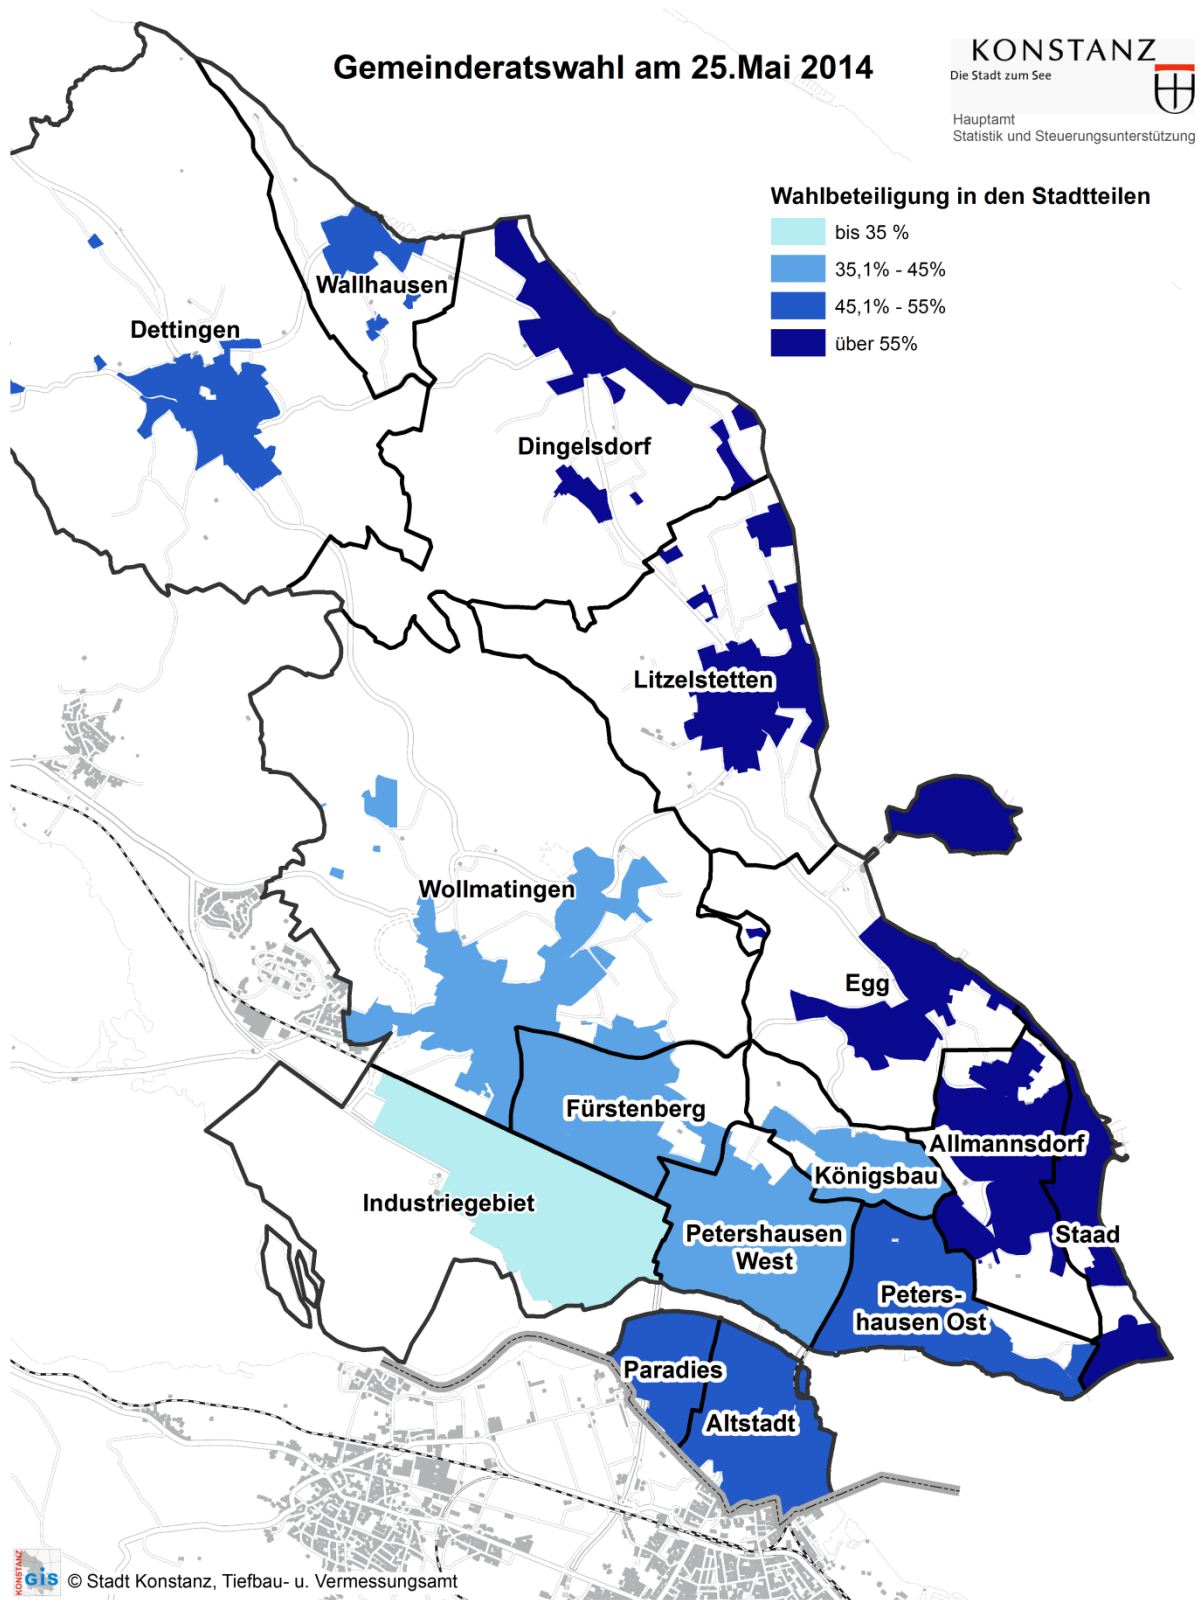 Gemeinderatswahl am 25.Mai 2014
KONSTANZ
Die Stadt zum See
Hauptamt
Statistik und Steuerungsunterstützung
Wahlbeteiligung in den Stadtteilen
bis 35 %
35,1% - 45%
45,1% - 55%
über 55%
Wallhausen
Dettingen
Dingelsdorf
Litzelstetten
Wollmatingen
Egg
Fürstenberg
Allmannsdorf
Königsbau
Industriegebiet
Petershausen
West
Staad
Peters-
hausen Ost
Paradies
Altstadt
KONSTANZ
GIS
© Stadt Konstanz, Tiefbau- u. Vermessungsamt